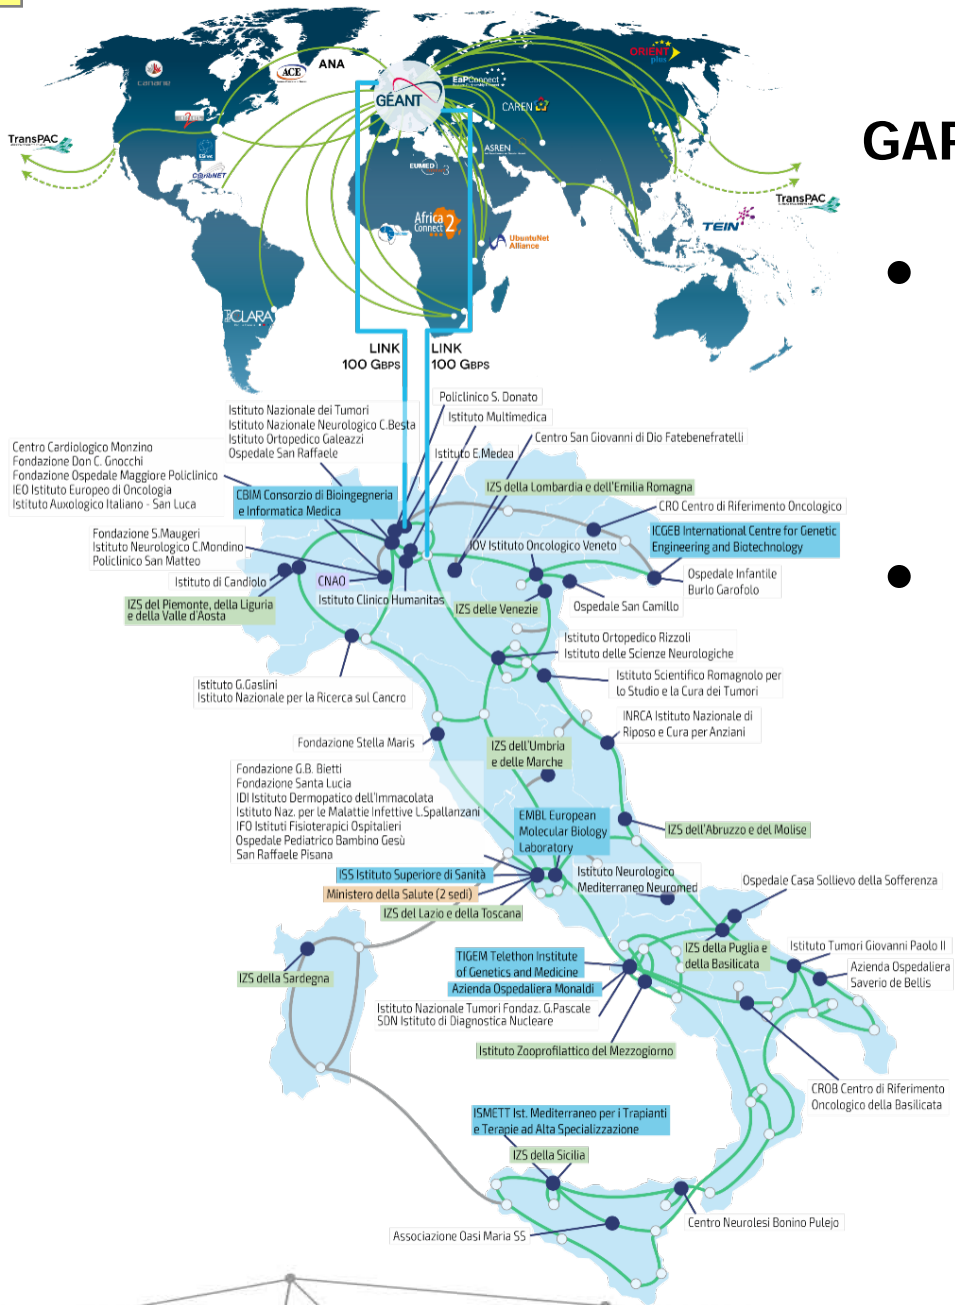 ANA
ACE
GÉANT
ORIENT
plus
EaPConnect
CAREN
canarie
TransPAC
ESnet
CaribNET
EUMED
3
ASREN
Africa
Connect 2
UbuntuNet
Alliance
TEIN
TransPAC
CLARA
GAR
LINK
100 GBPS
LINK
100 GBPS
Policlinico S. Donato
Istituto Multimedica
Istituto Nazionale dei Tumori
Istituto Nazionale Neurologico C.Besta
Istituto Ortopedico Galeazzi
Ospedale San Raffaele
Centro San Giovanni di Dio Fatebenefratelli
Istituto E.Medea
Centro Cardiologico Monzino
Fondazione Don C. Gnocchi
Fondazione Ospedale Maggiore Policlinico
IEO Istituto Europeo di Oncologia
Istituto Auxologico Italiano - San Luca
CBIM Consorzio di Bioingegneria
e Informatica Medica
IZS della Lombardia e dell'Emilia Romagna
CRO Centro di Riferimento Oncologico
ICGEB International Centre for Genetic
Engineering and Biotechnology
Fondazione S.Maugeri
Istituto Neurologico C.Mondino
Policlinico San Matteo
IOV Istituto Oncologico Veneto
Ospedale Infantile
Burlo Garofolo
Istituto di Candiolo
CNAO
Istituto Clinico Humanitas
IZS delle Venezie
Ospedale San Camillo
IZS del Piemonte, della Liguria
e della Valle d'Aosta
Istituto Ortopedico Rizzoli
Istituto delle Scienze Neurologiche
Istituto Scientifico Romagnolo per
lo Studio e la Cura dei Tumori
Istituto G.Gaslini
Istituto Nazionale per la Ricerca sul Cancro
INRCA Istituto Nazionale di
Riposo e Cura per Anziani
Fondazione Stella Maris
IZS dell'Umbria
e delle Marche
Fondazione G.B. Bietti
Fondazione Santa Lucia
IDI Istituto Dermopatico dell'Immacolata
Istituto Naz. per le Malattie Infettive L.Spallanzani
IFO Istituti Fisioterapici Ospitalieri
Ospedale Pediatrico Bambino Gesù
San Raffaele Pisana
EMBL European
Molecular Biology
Laboratory
IZS dell'Abruzzo e del Molise
ISS Istituto Superiore di Sanità
Ministero della Salute (2 sedi)
IZS del Lazio e della Toscana
Istituto Neurologico
Mediterraneo Neuromed
Ospedale Casa Sollievo della Sofferenza
IZS della Puglia e
della Basilicata
Istituto Tumori Giovanni Paolo II
Azienda Ospedaliera
Saverio de Bellis
IZS della Sardegna
TIGEM Telethon Institute
of Genetics and Medicine
Azienda Ospedaliera Monaldi
Istituto Nazionale Tumori Fondaz. G.Pascale
SDN Istituto di Diagnostica Nucleare
Istituto Zooprofilattico del Mezzogiorno
CROB Centro di Riferimento
Oncologico della Basilicata
ISMETT Ist. Mediterraneo per i Trapianti
e Terapie ad Alta Specializzazione
IZS della Sicilia
Associazione Oasi Maria SS
Centro Neurolesi Bonino Pulejo